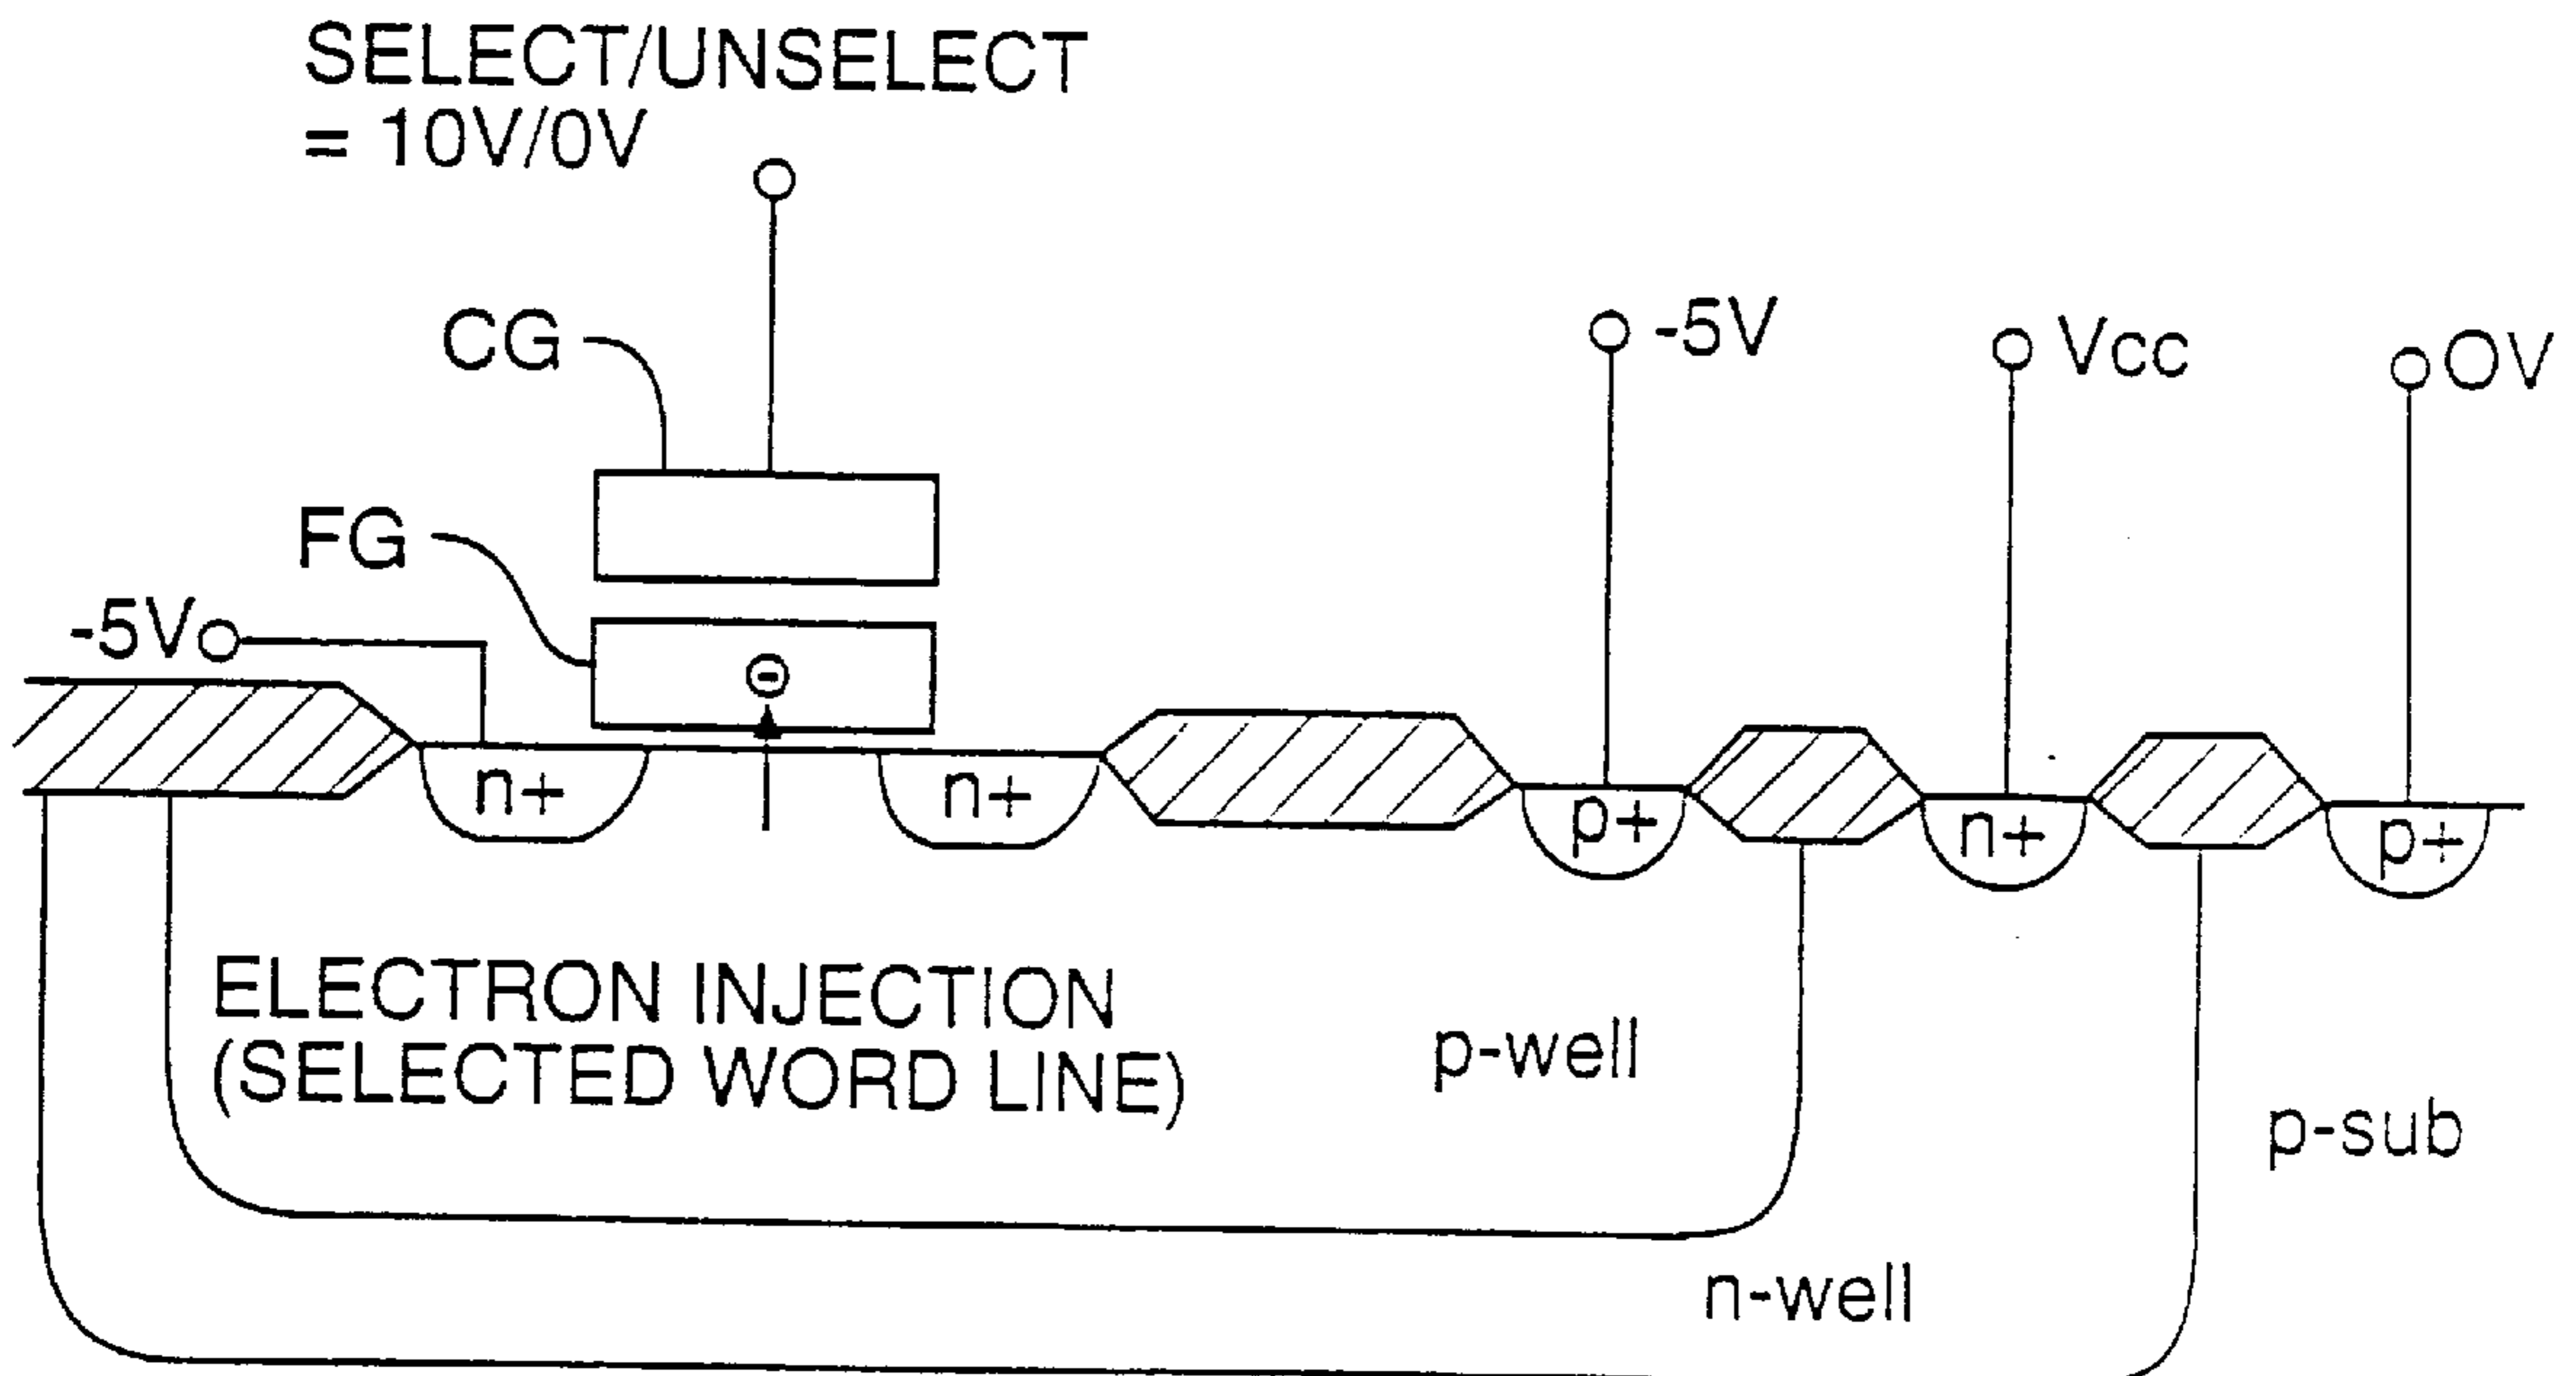 SELECT/UNSELECT
= 10V/0V
CG
-5V
Vcc
0V
FG
-5V
n+
n+
p+
n+
p+
ELECTRON INJECTION
(SELECTED WORD LINE)
p-well
p-sub
n-well